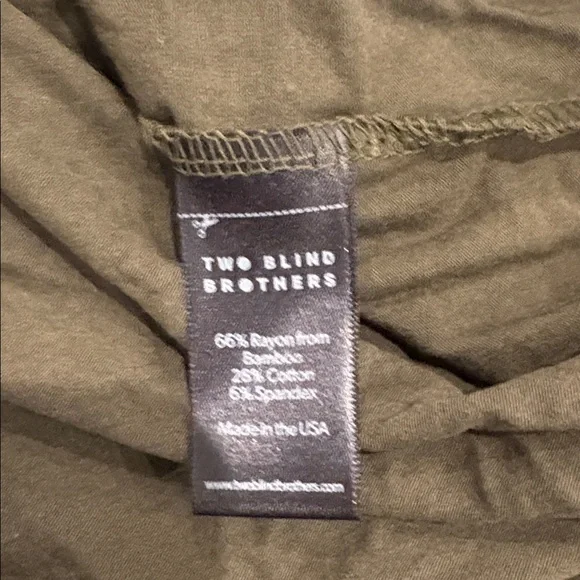 TWO BLIND
BROTHERS
66% Rayon from
Bamboo
28% Cotton
6% Spandex
Made in the USA
www.twoblindbrothers.com